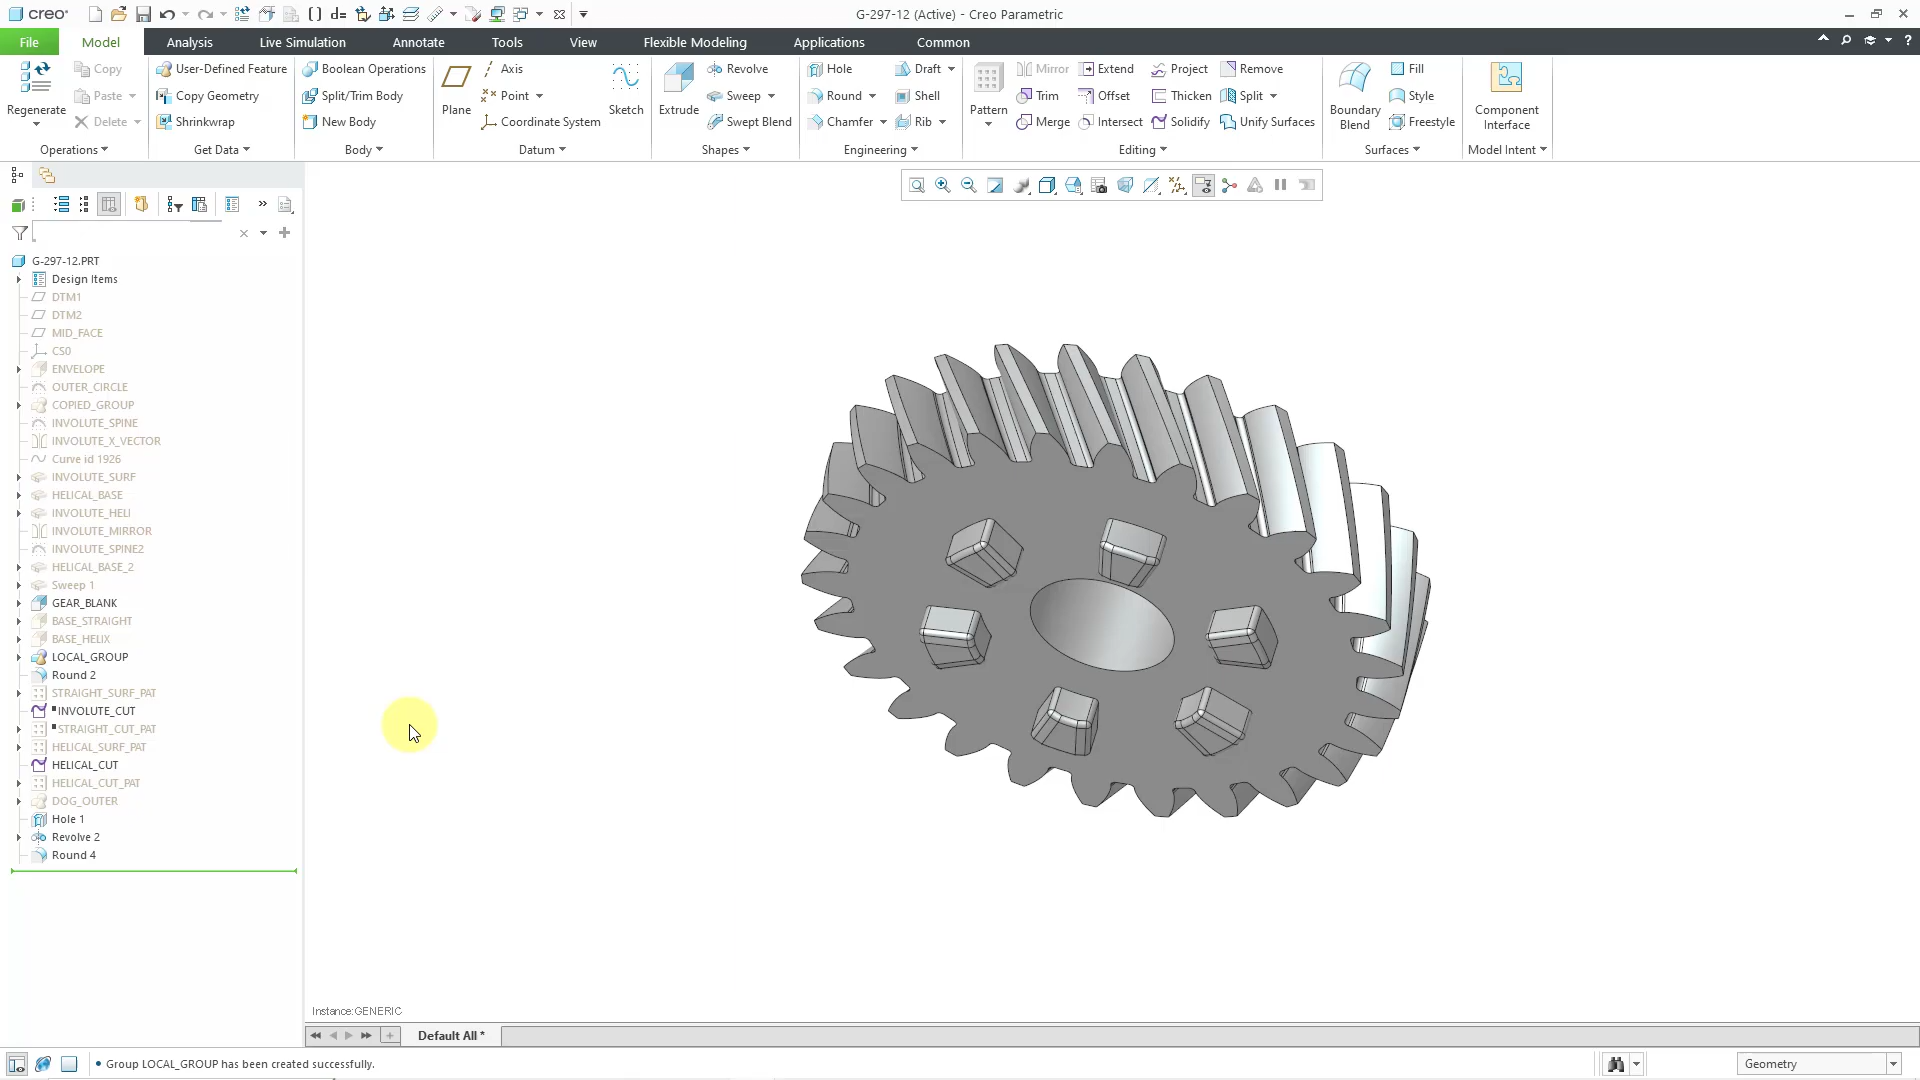 creo
G-297-12 (Active) - Creo Parametric
File
Model
Analysis
Live Simulation
Annotate
Tools
View
Flexible Modeling
Applications
Common
Regenerate
Copy
Paste
Delete
Operations
User-Defined Feature
Copy Geometry
Shrinkwrap
Get Data
Boolean Operations
Split/Trim Body
New Body
Body
Plane
Axis
Point
Coordinate System
Sketch
Datum
Extrude
Revolve
Sweep
Swept Blend
Shapes
Hole
Round
Chamfer
Draft
Shell
Rib
Engineering
Pattern
Mirror
Trim
Merge
Extend
Offset
Intersect
Project
Thicken
Solidify
Remove
Split
Unify Surfaces
Editing
Boundary
Blend
Fill
Style
Freestyle
Surfaces
Component
Interface
Model Intent
G-297-12.PRT
Design Items
DTM1
DTM2
MID_FACE
CS0
ENVELOPE
OUTER_CIRCLE
COPIED_GROUP
INVOLUTE_SPINE
INVOLUTE_X_VECTOR
Curve id 1926
INVOLUTE_SURF
HELICAL_BASE
INVOLUTE_HELI
INVOLUTE_MIRROR
INVOLUTE_SPINE2
HELICAL_BASE_2
Sweep 1
GEAR_BLANK
BASE_STRAIGHT
BASE_HELIX
LOCAL_GROUP
Round 2
STRAIGHT_SURF_PAT
INVOLUTE_CUT
STRAIGHT_CUT_PAT
HELICAL_SURF_PAT
HELICAL_CUT
HELICAL_CUT_PAT
DOG_OUTER
Hole 1
Revolve 2
Round 4
Instance:GENERIC
Default All *
• Group LOCAL_GROUP has been created successfully.
Geometry